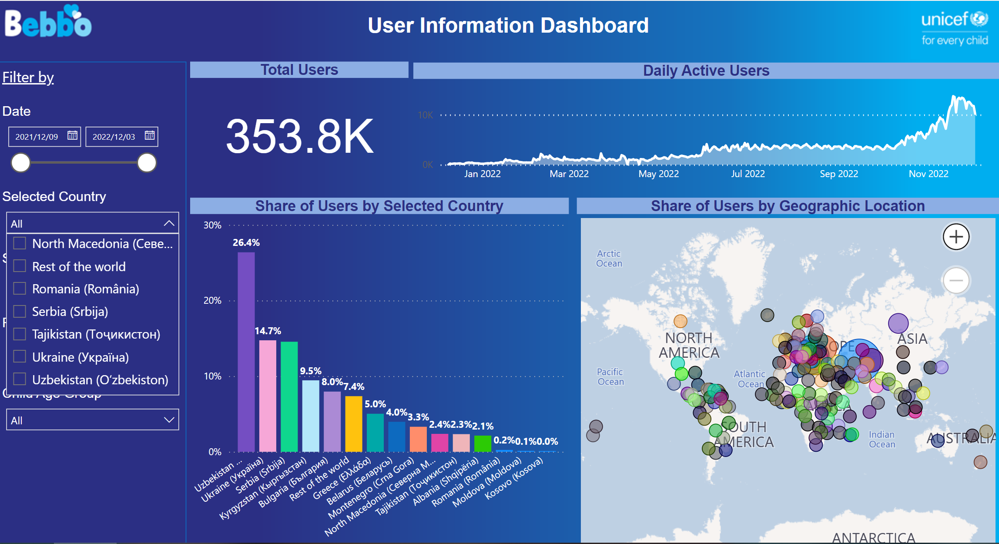 Bebbo
User Information Dashboard
unicef
for every child
Filter by
Date
2021/12/09
2022/12/03
Selected Country
All
North Macedonia (Севе...
Rest of the world
Romania (România)
Serbia (Srbija)
Tajikistan (Тоҷикистон)
Ukraine (Україна)
Uzbekistan (Oʻzbekiston)
Child Age Group
All
Total Users
353.8K
Daily Active Users
10K
0K
Jan 2022
Mar 2022
May 2022
Jul 2022
Sep 2022
Nov 2022
Share of Users by Selected Country
30%
20%
10%
0%
26.4%
14.7%
9.5%
8.0%
7.4%
5.0%
4.0%
3.3%
2.4%
2.3%
2.1%
0.2%
0.1%
0.0%
Uzbekistan ...
Ukraine (Україна)
Serbia (Srbija)
Kyrgyzstan (Кыргызстан)
Bulgaria (България)
Rest of the world
Greece (Ελλάδα)
Belarus (Беларусь)
Montenegro (Crna Gora)
North Macedonia (Северна М...
Tajikistan (Тоҷикистон)
Albania (Shqipëria)
Romania (România)
Moldova (Moldova)
Kosovo (Kosova)
Share of Users by Geographic Location
Arctic
Ocean
NORTH
AMERICA
ASIA
Pacific
Ocean
Atlantic
Ocean
SOUTH
AMERICA
Indian
Ocean
AUSTRALIA
ANTARCTICA